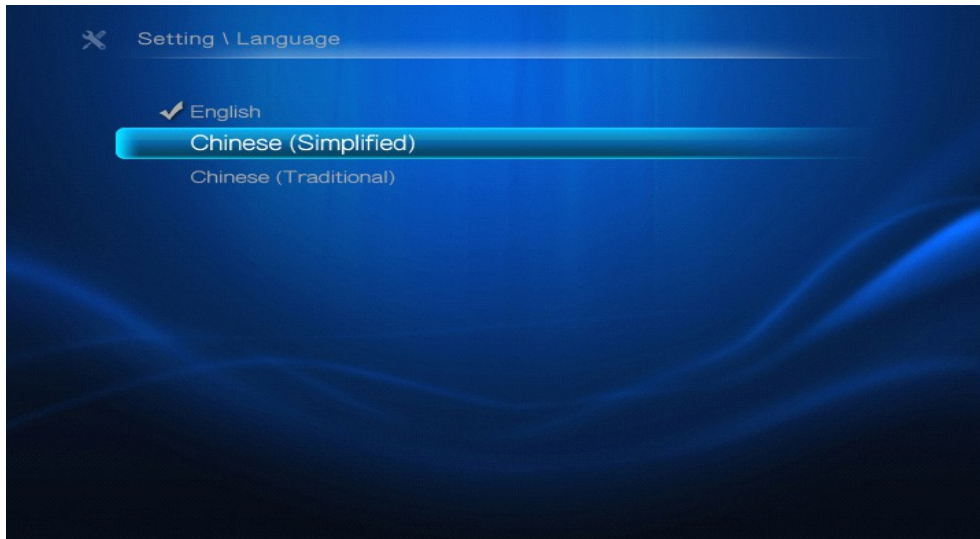 Setting \ Language
English
Chinese (Simplified)
Chinese (Traditional)